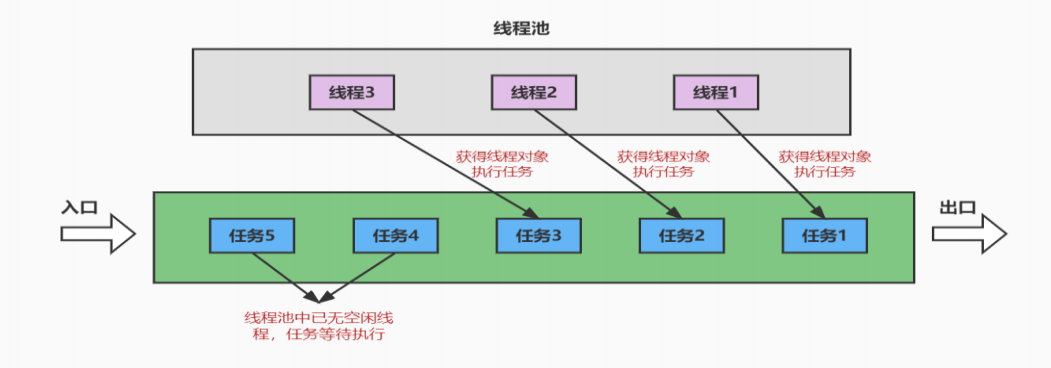 线程池
线程3
线程2
线程1
获得线程对象
执行任务
获得线程对象
执行任务
获得线程对象
执行任务
入口
出口
任务5
任务4
任务3
任务2
任务1
线程池中已无空闲线
程，任务等待执行